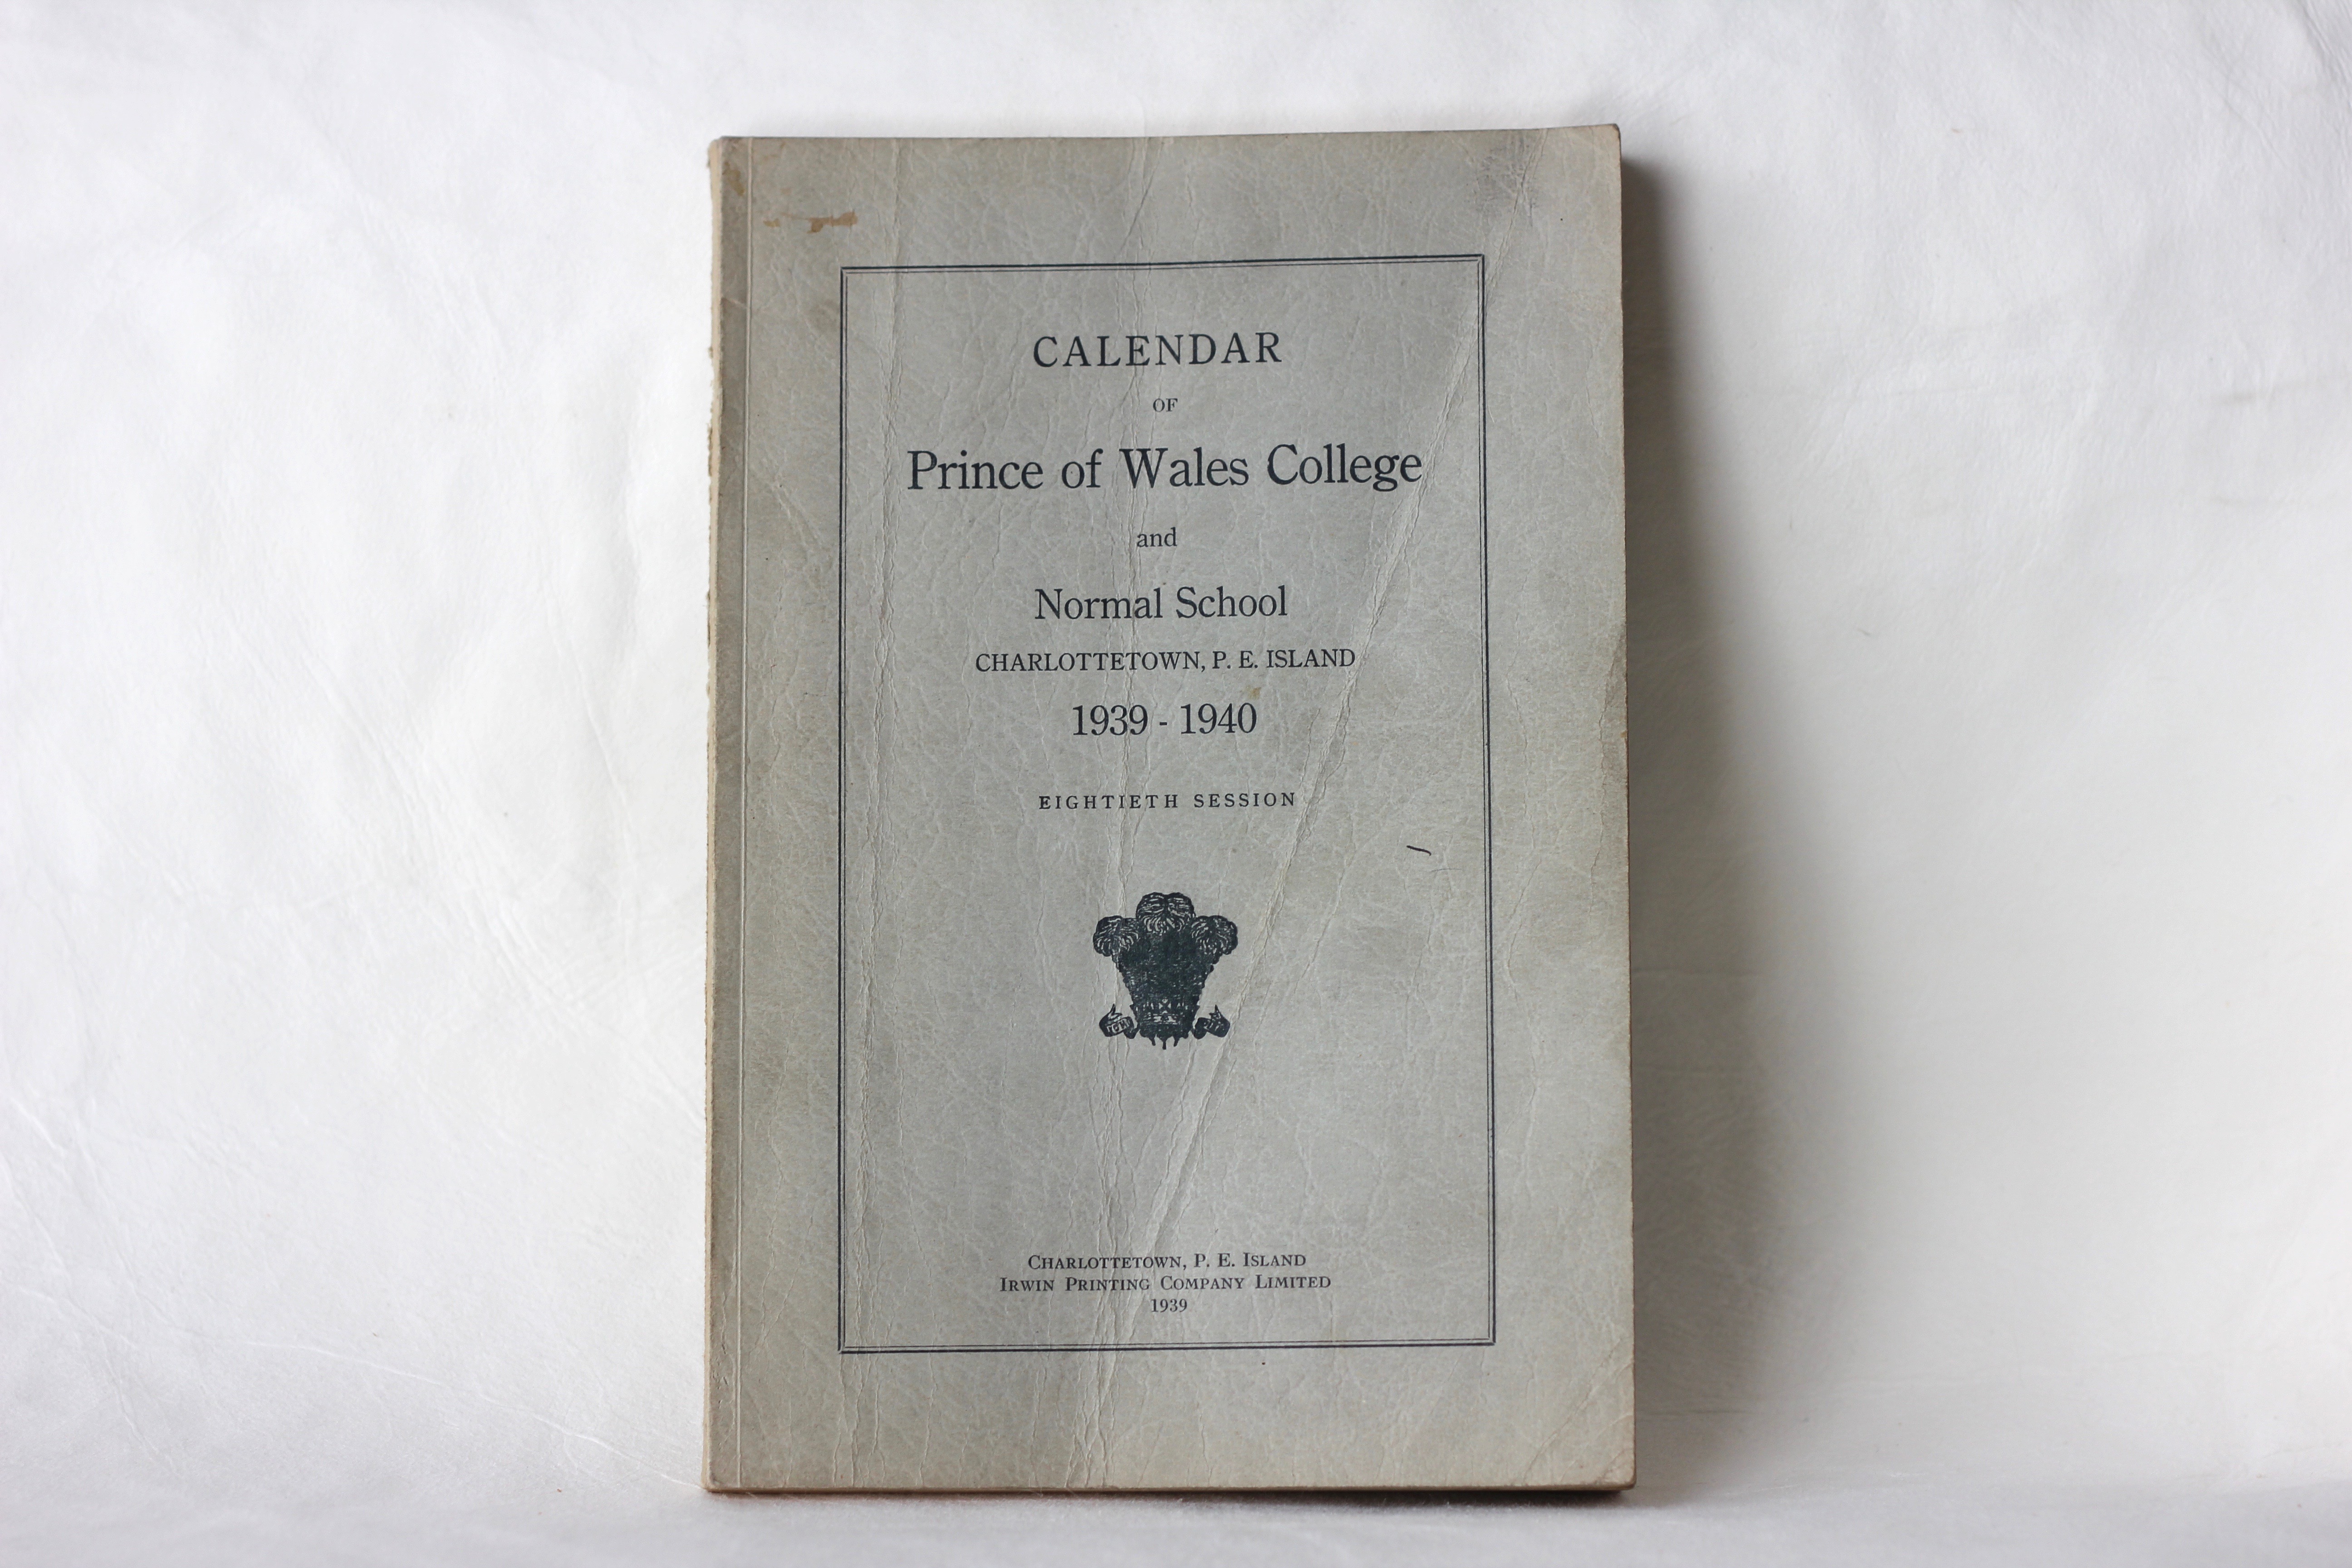 CALENDAR
OF
Prince of Wales College
and
Normal School
CHARLOTTETOWN, P. E. ISLAND
1939 - 1940
EIGHTIETH SESSION
CHARLOTTETOWN, P. E. ISLAND
IRWIN PRINTING COMPANY LIMITED
1939